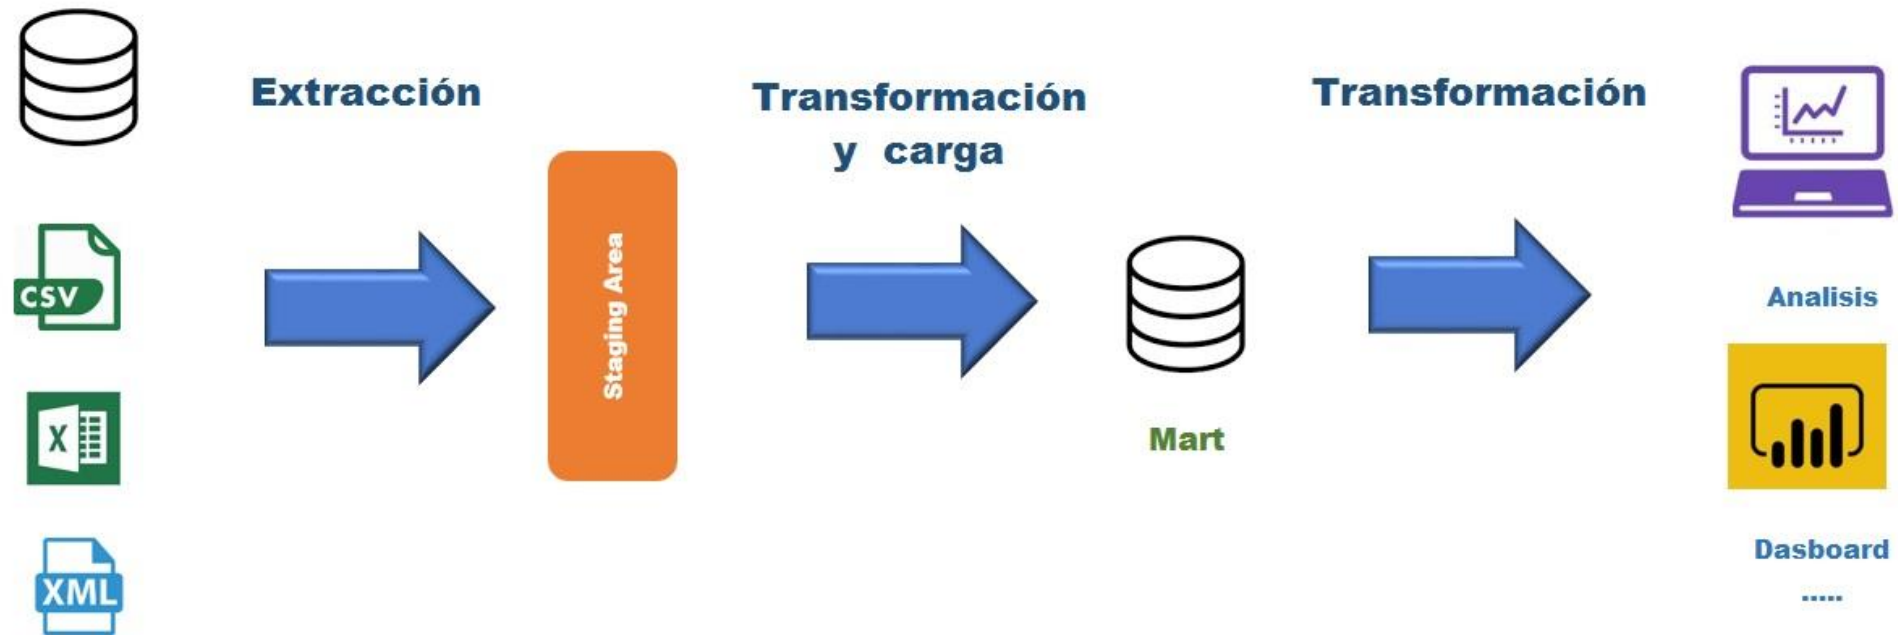 Extracción
Transformación
y carga
Transformación
CSV
X
XML
Staging Area
Mart
Analisis
Dasboard
.....